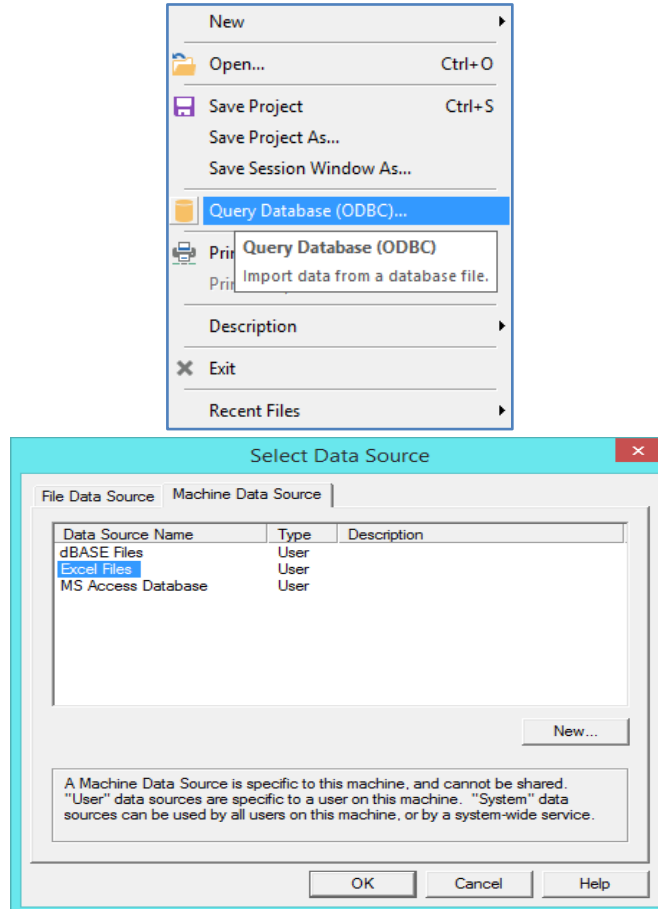 New
Open... Ctrl+O
Save Project Ctrl+S
Save Project As...
Save Session Window As...
Query Database (ODBC)...
Query Database (ODBC)
Import data from a database file.
Description
Exit
Recent Files
Select Data Source
File Data Source Machine Data Source
Data Source Name Type Description
dBASE Files User
Excel Files User
MS Access Database User
New...
A Machine Data Source is specific to this machine, and cannot be shared.
"User" data sources are specific to a user on this machine. "System" data
sources can be used by all users on this machine, or by a system-wide service.
OK Cancel Help